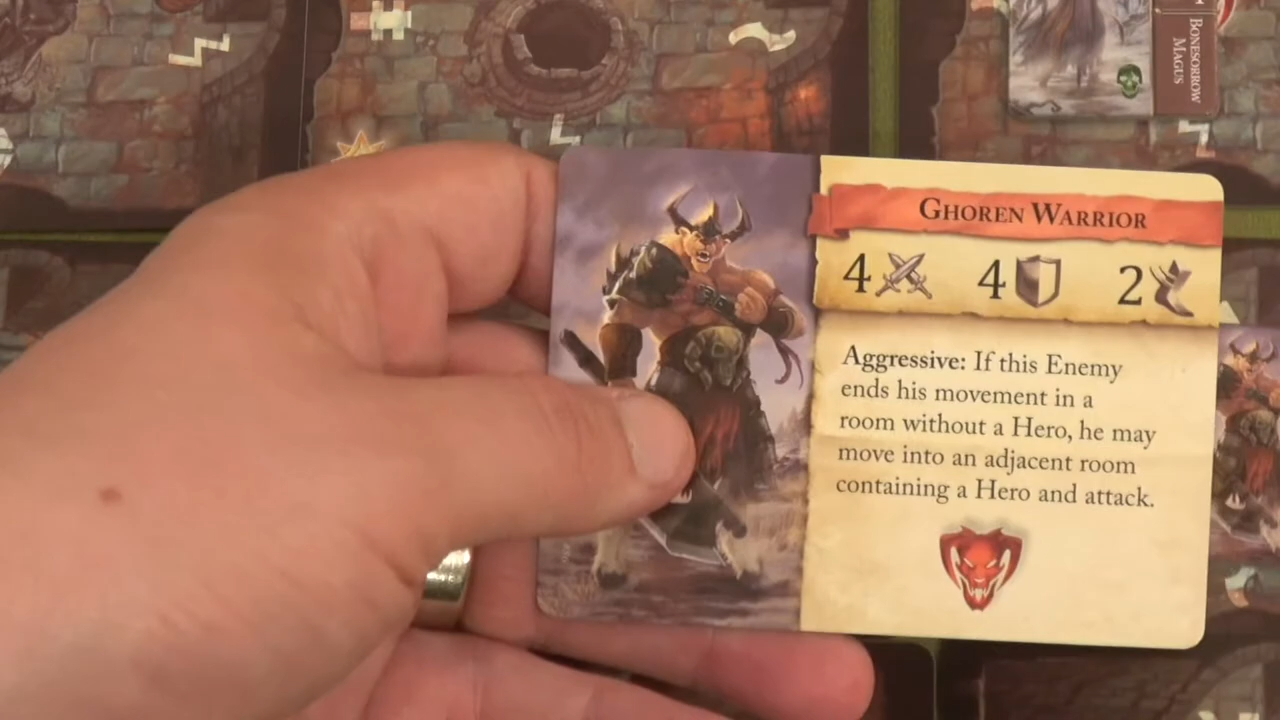 BONESORROW
MAGUS
GHOREN WARRIOR
4 4 2
Aggressive: If this Enemy
ends his movement in a
room without a Hero, he may
move into an adjacent room
containing a Hero and attack.